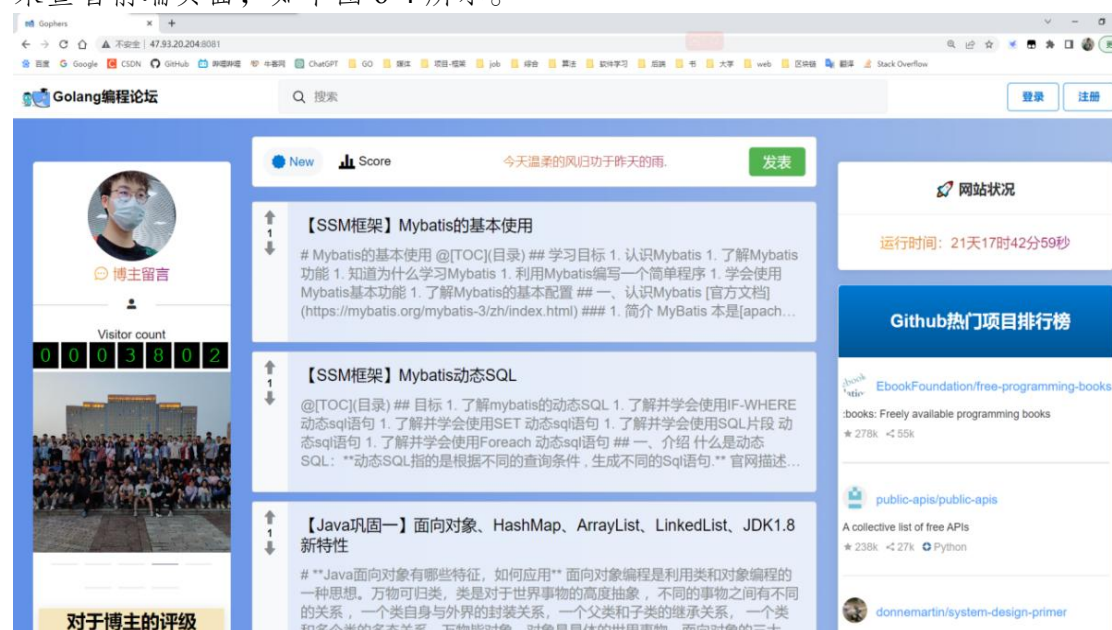 Gophers
不安全 | 47.93.20.204:8081
百度 Google CSDN GitHub 哔哩哔哩 牛客网 ChatGPT GO 媒体 项目-框架 job 综合 算法 软件学习 后端 书 大学 web 区块链 翻译 Stack Overflow
Golang编程论坛
搜索
登录 注册
博主留言
Visitor count
0 0 0 3 8 0 2
对于博主的评级
New Score 今天温柔的风归功于昨天的雨. 发表
1
【SSM框架】Mybatis的基本使用
# Mybatis的基本使用 @[TOC](目录) ## 学习目标 1. 认识Mybatis 1. 了解Mybatis
功能 1. 知道为什么学习Mybatis 1. 利用Mybatis编写一个简单程序 1. 学会使用
Mybatis基本功能 1. 了解Mybatis的基本配置 ## 一、认识Mybatis [官方文档]
(https://mybatis.org/mybatis-3/zh/index.html) ### 1. 简介 MyBatis 本是[apach...
1
【SSM框架】Mybatis动态SQL
@[TOC](目录) ## 目标 1. 了解mybatis的动态SQL 1. 了解并学会使用IF-WHERE
动态sql语句 1. 了解并学会使用SET 动态sql语句 1. 了解并学会使用SQL片段 动
态sql语句 1. 了解并学会使用Foreach 动态sql语句 ## 一、介绍 什么是动态
SQL： **动态SQL指的是根据不同的查询条件 , 生成不同的Sql语句.** 官网描述...
1
【Java巩固一】面向对象、HashMap、ArrayList、LinkedList、JDK1.8
新特性
# **Java面向对象有哪些特征，如何应用** 面向对象编程是利用类和对象编程的
一种思想。万物可归类，类是对于世界事物的高度抽象 ，不同的事物之间有不同
的关系 ，一个类自身与外界的封装关系，一个父类和子类的继承关系， 一个类
网站状况
运行时间：21天17时42分59秒
Github热门项目排行榜
EbookFoundation/free-programming-books
:books: Freely available programming books
278k 55k
public-apis/public-apis
A collective list of free APIs
238k 27k Python
donnemartin/system-design-primer